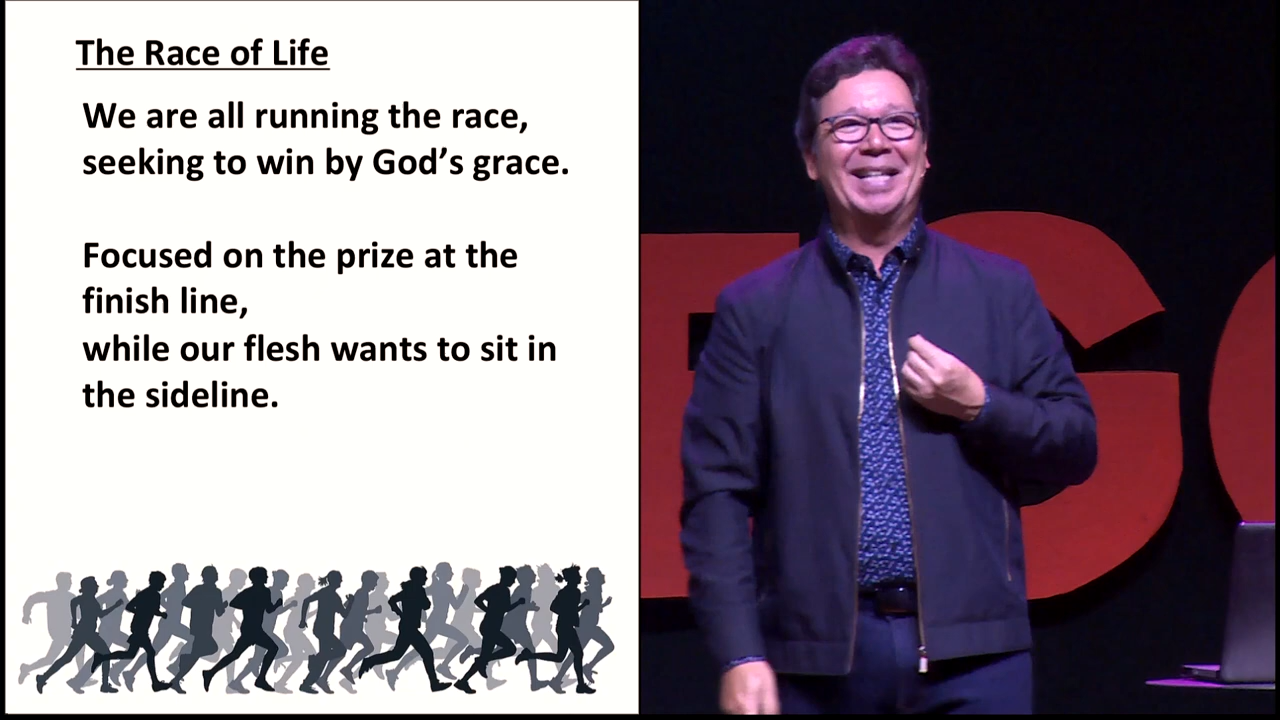 The Race of Life
We are all running the race,
seeking to win by God’s grace.
Focused on the prize at the
finish line,
while our flesh wants to sit in
the sideline.